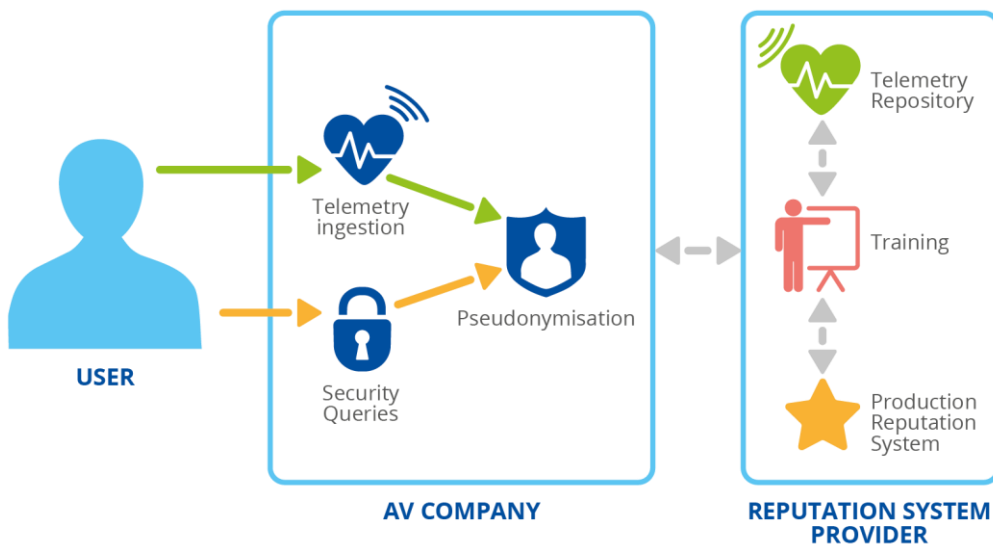 Telemetry
Repository
Telemetry
ingestion
Training
Pseudonymisation
USER
Security
Queries
Production
Reputation
System
AV COMPANY
REPUTATION SYSTEM
PROVIDER